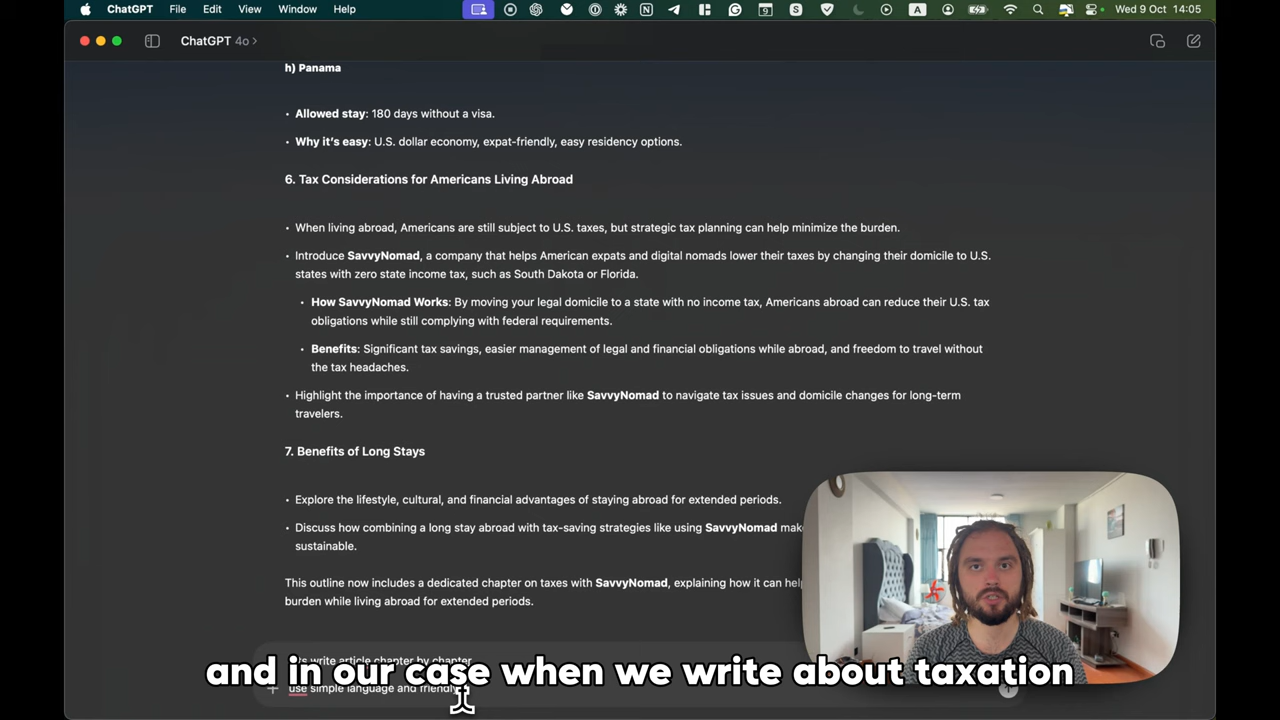 ChatGPT File Edit View Window Help Wed 9 Oct 14:05
ChatGPT 4o >
h) Panama
• Allowed stay: 180 days without a visa.
• Why it's easy: U.S. dollar economy, expat-friendly, easy residency options.
6. Tax Considerations for Americans Living Abroad
• When living abroad, Americans are still subject to U.S. taxes, but strategic tax planning can help minimize the burden.
• Introduce SavvyNomad, a company that helps American expats and digital nomads lower their taxes by changing their domicile to U.S.
states with zero state income tax, such as South Dakota or Florida.
• How SavvyNomad Works: By moving your legal domicile to a state with no income tax, Americans abroad can reduce their U.S. tax
obligations while still complying with federal requirements.
• Benefits: Significant tax savings, easier management of legal and financial obligations while abroad, and freedom to travel without
the tax headaches.
• Highlight the importance of having a trusted partner like SavvyNomad to navigate tax issues and domicile changes for long-term
travelers.
7. Benefits of Long Stays
• Explore the lifestyle, cultural, and financial advantages of staying abroad for extended periods.
• Discuss how combining a long stay abroad with tax-saving strategies like using SavvyNomad
sustainable.
This outline now includes a dedicated chapter on taxes with SavvyNomad, explaining how it can
burden while living abroad for extended periods.
write article chapter by chapter
and in our case when we write about taxation
use simple language and friendly